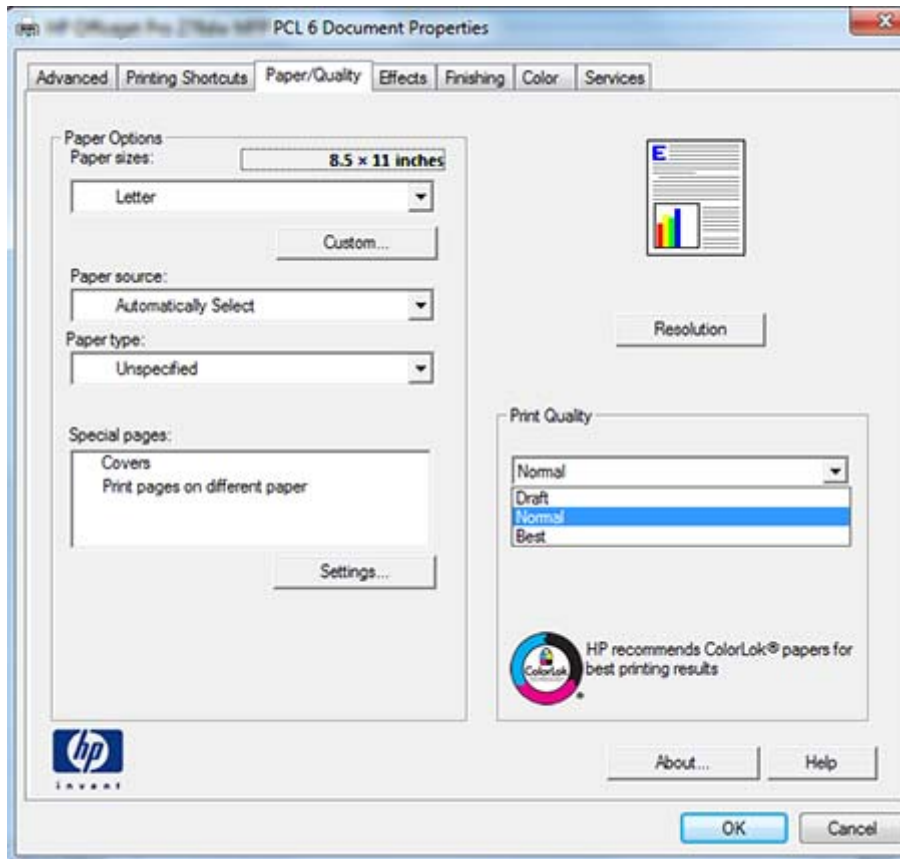 PCL 6 Document Properties
Advanced
Printing Shortcuts
Paper/Quality
Effects
Finishing
Color
Services
Paper Options
Paper sizes:
8.5 × 11 inches
Letter
Custom...
Paper source:
Automatically Select
Paper type:
Unspecified
Special pages:
Covers
Print pages on different paper
Settings...
E
Resolution
Print Quality
Normal
Draft
Normal
Best
ColorLok
HP recommends ColorLok® papers for
best printing results
hp
invent
About...
Help
OK
Cancel